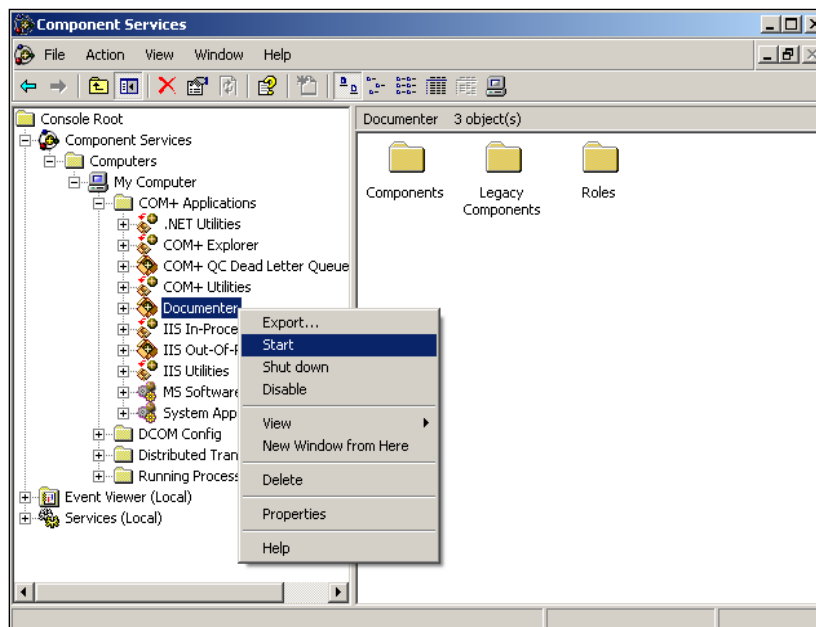 Component Services
File Action View Window Help
Console Root
Component Services
Computers
My Computer
COM+ Applications
.NET Utilities
COM+ Explorer
COM+ QC Dead Letter Queue
COM+ Utilities
Documenter
IIS In-Proce
IIS Out-Of-
IIS Utilities
MS Software
System App
DCOM Config
Distributed Tran
Running Process
Event Viewer (Local)
Services (Local)
Export...
Start
Shut down
Disable
View
New Window from Here
Delete
Properties
Help
Documenter 3 object(s)
Components
Legacy
Components
Roles